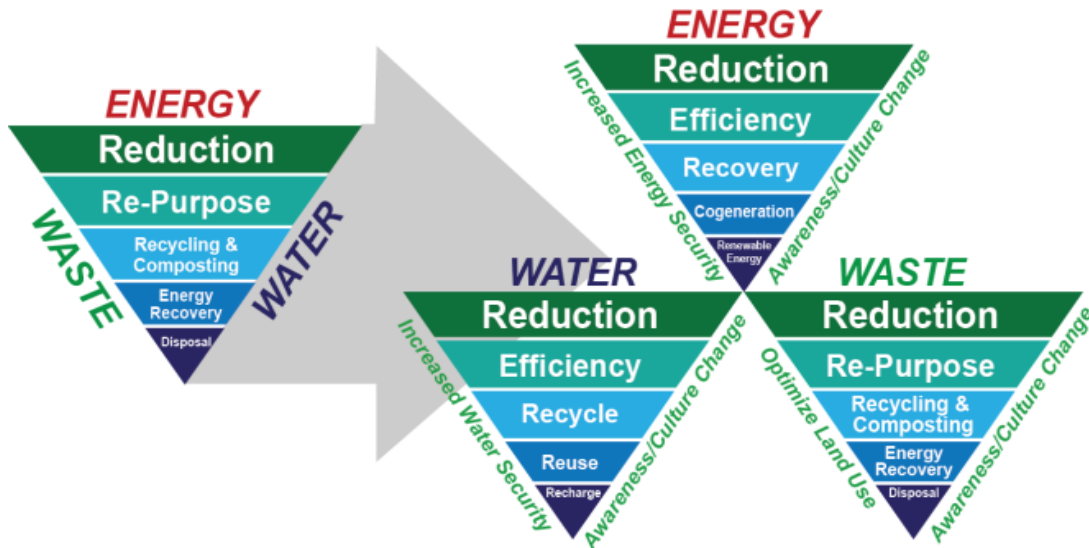 ENERGY
Reduction
Re-Purpose
Recycling &
Composting
Energy
Recovery
Disposal
WASTE
WATER
ENERGY
Reduction
Efficiency
Recovery
Cogeneration
Renewable
Energy
Increased Energy Security
Awareness/Culture Change
WATER
Reduction
Efficiency
Recycle
Reuse
Recharge
Increased Water Security
Awareness/Culture Change
WASTE
Reduction
Re-Purpose
Recycling &
Composting
Energy
Recovery
Disposal
Optimize Land Use
Awareness/Culture Change